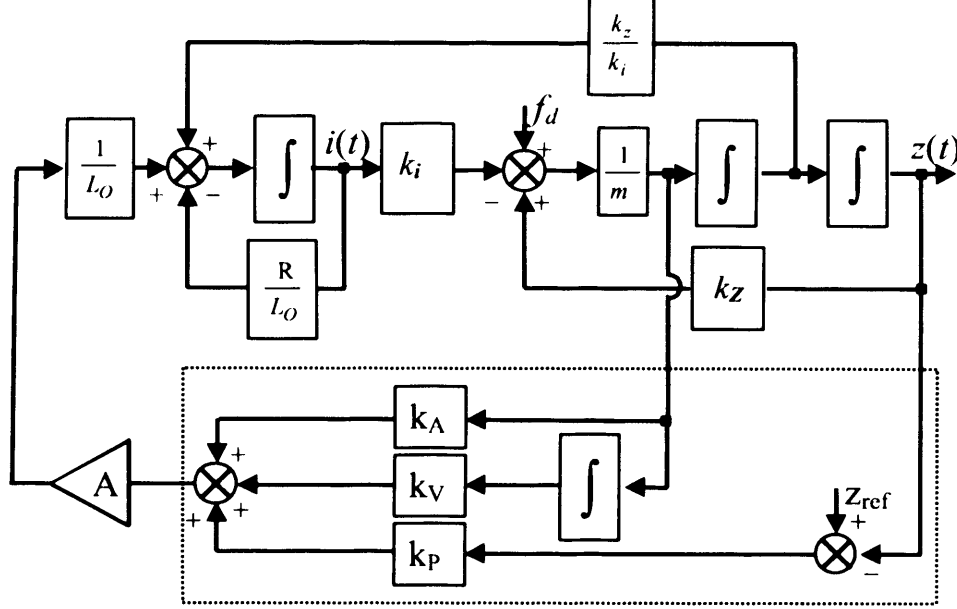 k_z
k_i
f_d
1
L_O
+
+
−
∫
i(t)
k_i
−
+
+
1
m
∫
∫
z(t)
R
L_O
k_z
k_A
+
A
+
+
k_V
∫
z_ref
+
−
k_P